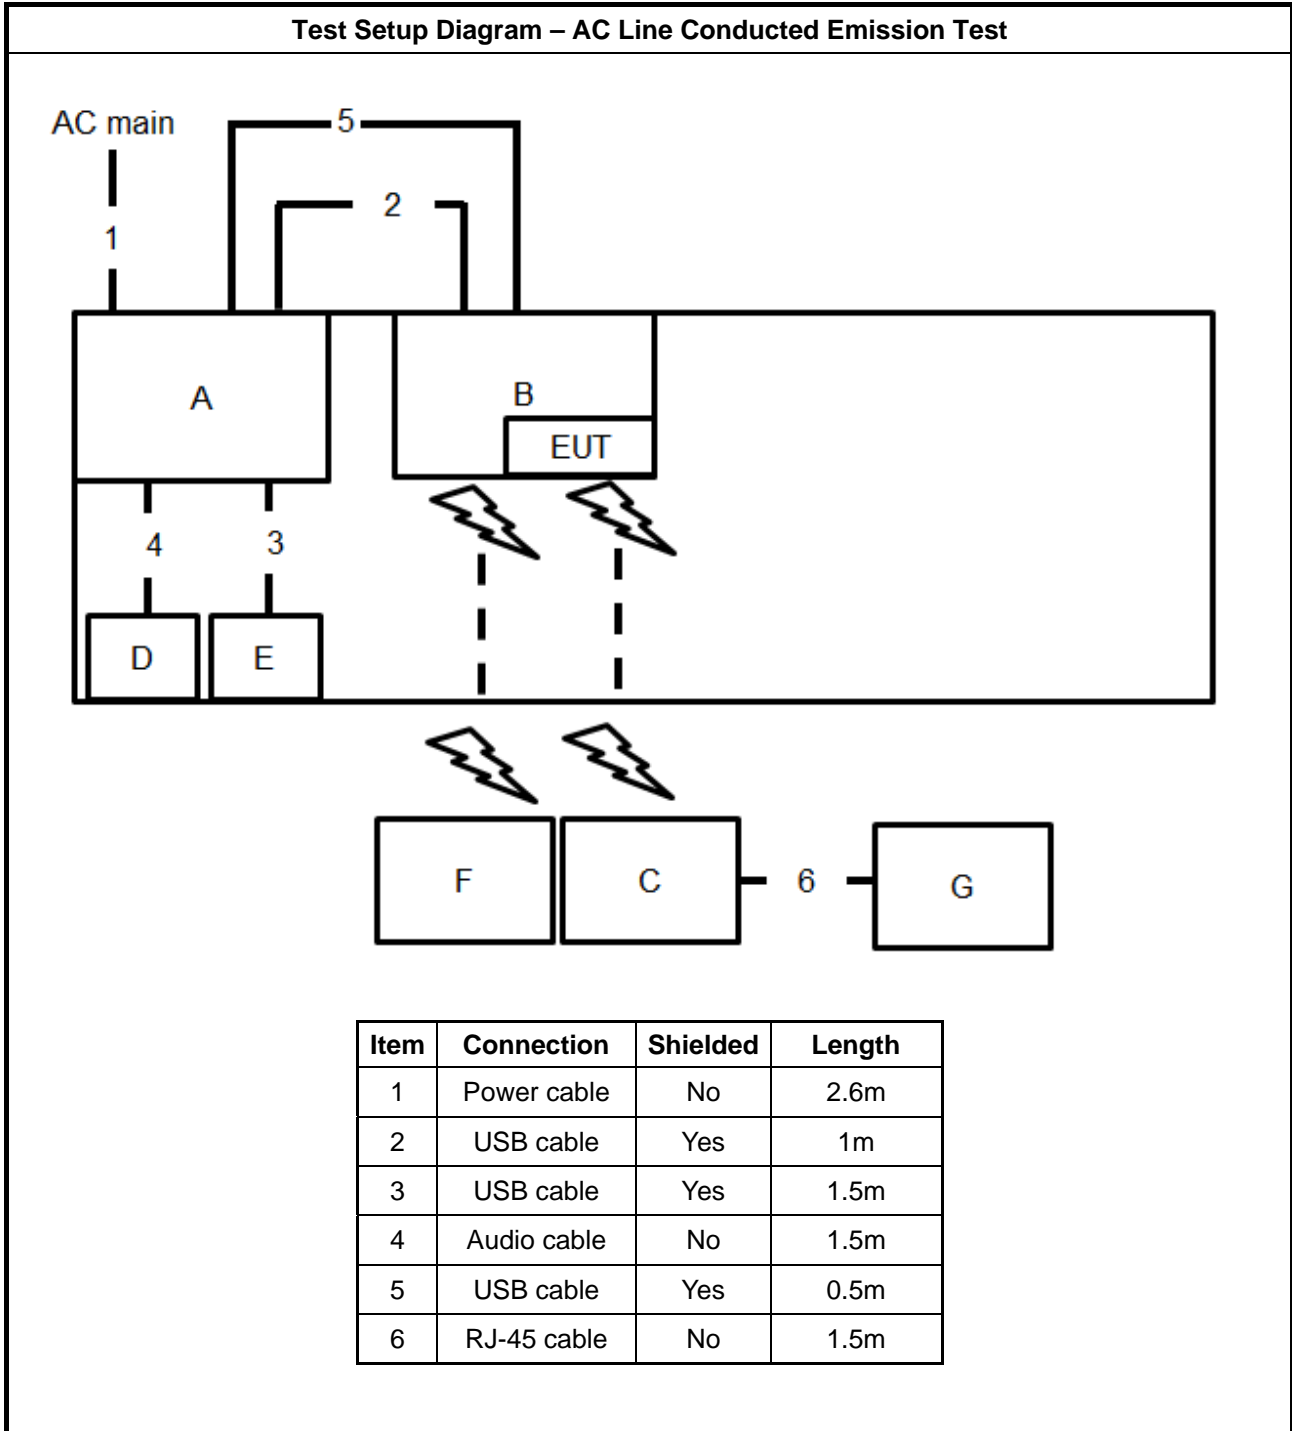 Test Setup Diagram – AC Line Conducted Emission Test
AC main
5
2
1
A
B
EUT
4
3
D
E
F
C
6
G
Item Connection Shielded Length
1 Power cable No 2.6m
2 USB cable Yes 1m
3 USB cable Yes 1.5m
4 Audio cable No 1.5m
5 USB cable Yes 0.5m
6 RJ-45 cable No 1.5m